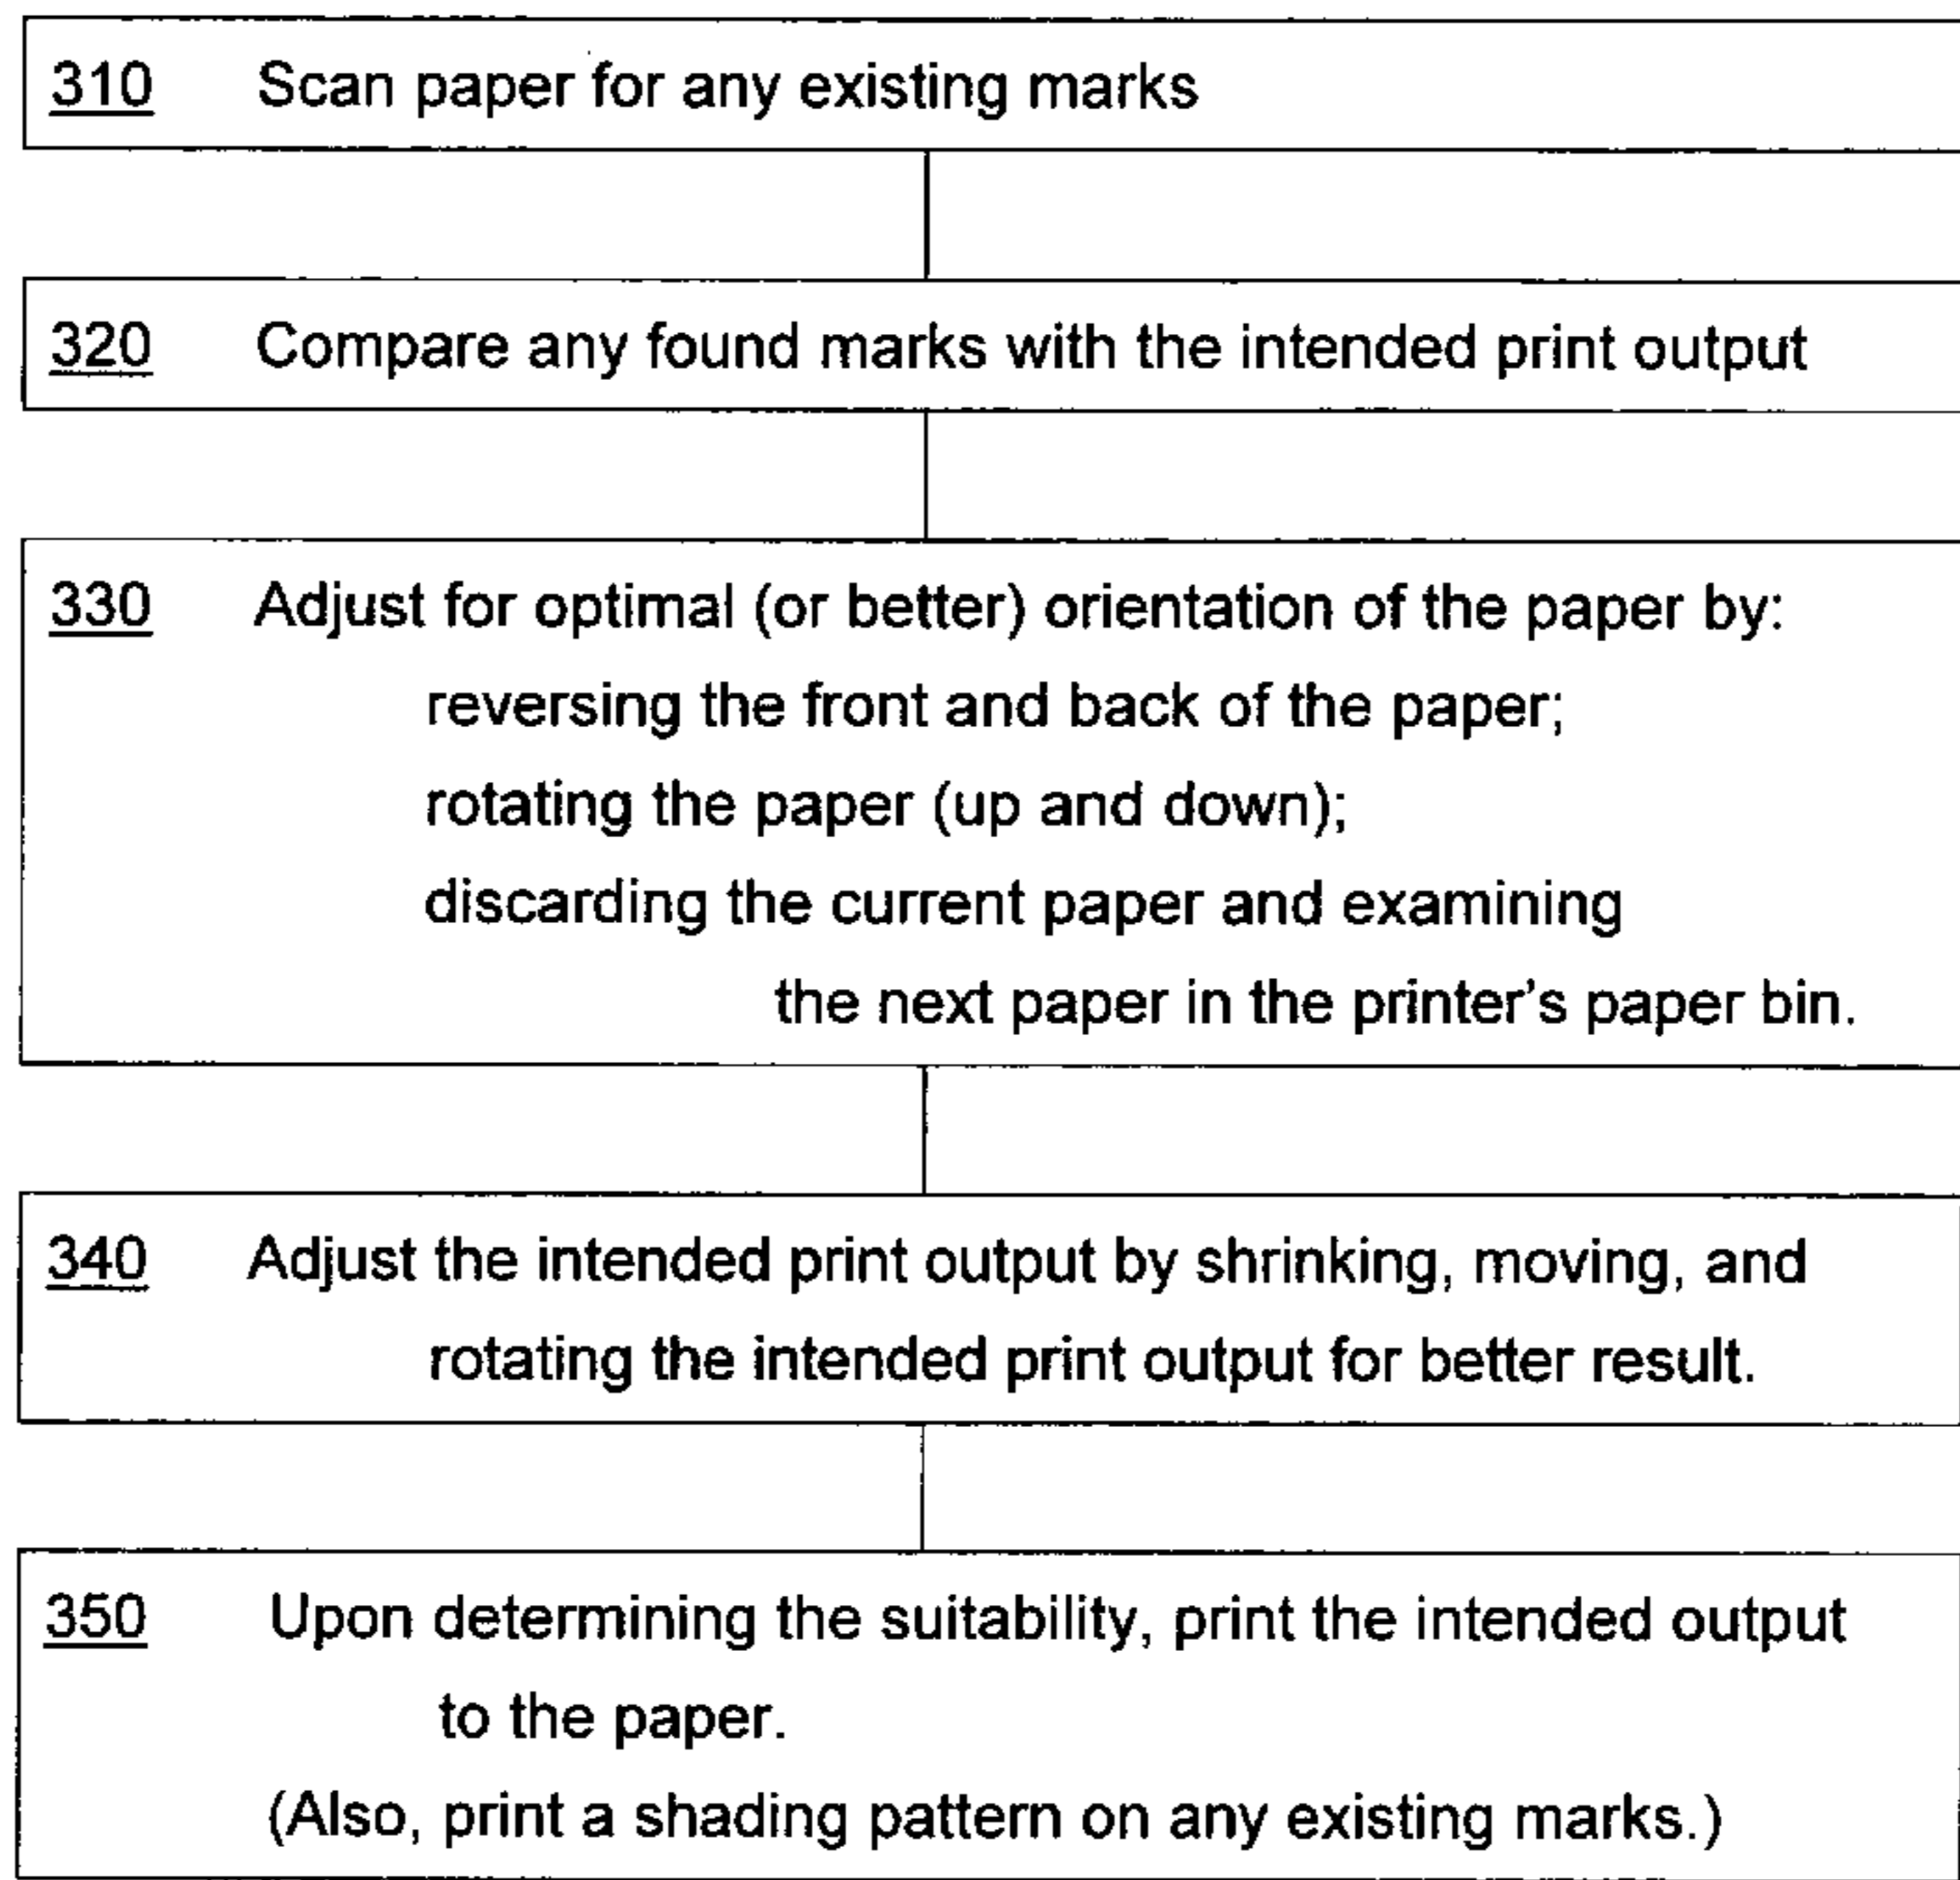 310 Scan paper for any existing marks
320 Compare any found marks with the intended print output
330 Adjust for optimal (or better) orientation of the paper by:
reversing the front and back of the paper;
rotating the paper (up and down);
discarding the current paper and examining
the next paper in the printer's paper bin.
340 Adjust the intended print output by shrinking, moving, and
rotating the intended print output for better result.
350 Upon determining the suitability, print the intended output
to the paper.
(Also, print a shading pattern on any existing marks.)